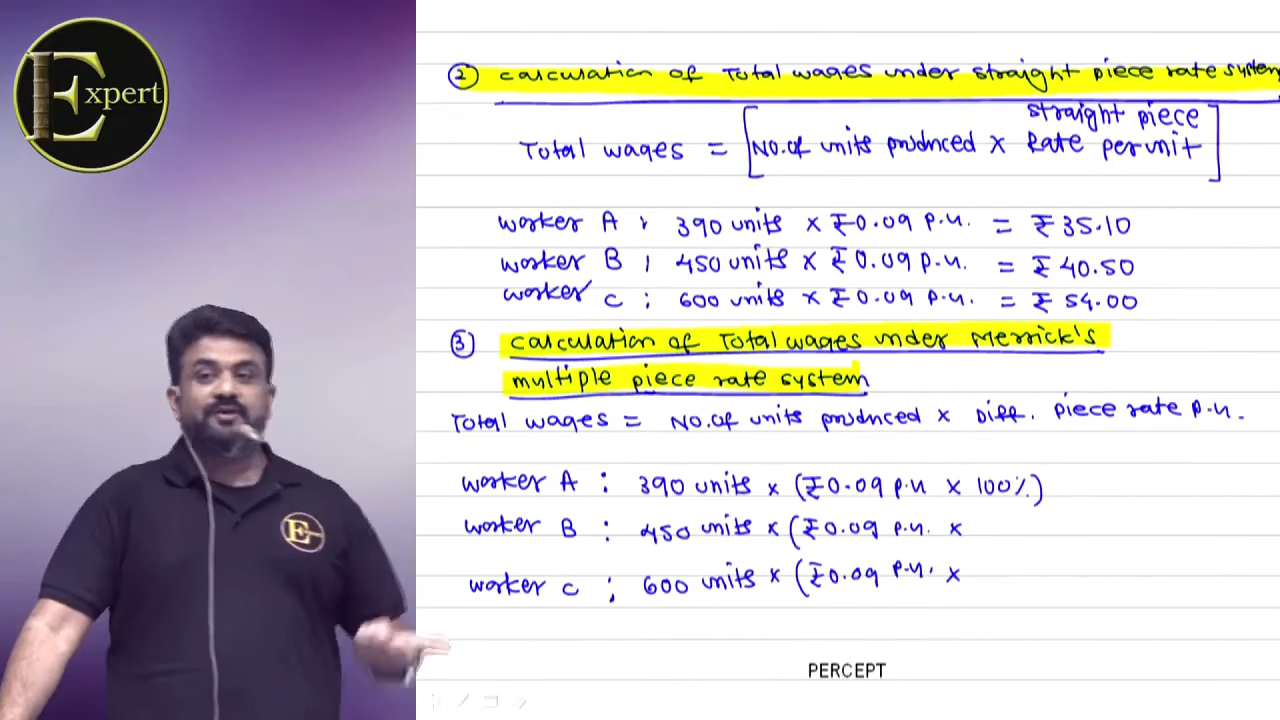 Expert
② calculation of Total wages under straight piece rate system
Total wages = [No. of units produced × straight piece Rate per unit]
worker A : 390 units × ₹0.09 p.u. = ₹35.10
worker B : 450 units × ₹0.09 p.u. = ₹40.50
worker C : 600 units × ₹0.09 p.u. = ₹54.00
③ calculation of Total wages under Merrick's
multiple piece rate system
Total wages = No. of units produced × Diff. piece rate p.u.
worker A : 390 units × (₹0.09 p.u × 100%)
worker B : 450 units × (₹0.09 p.u. ×
worker C : 600 units × (₹0.09 p.u. ×
PERCEPT
E